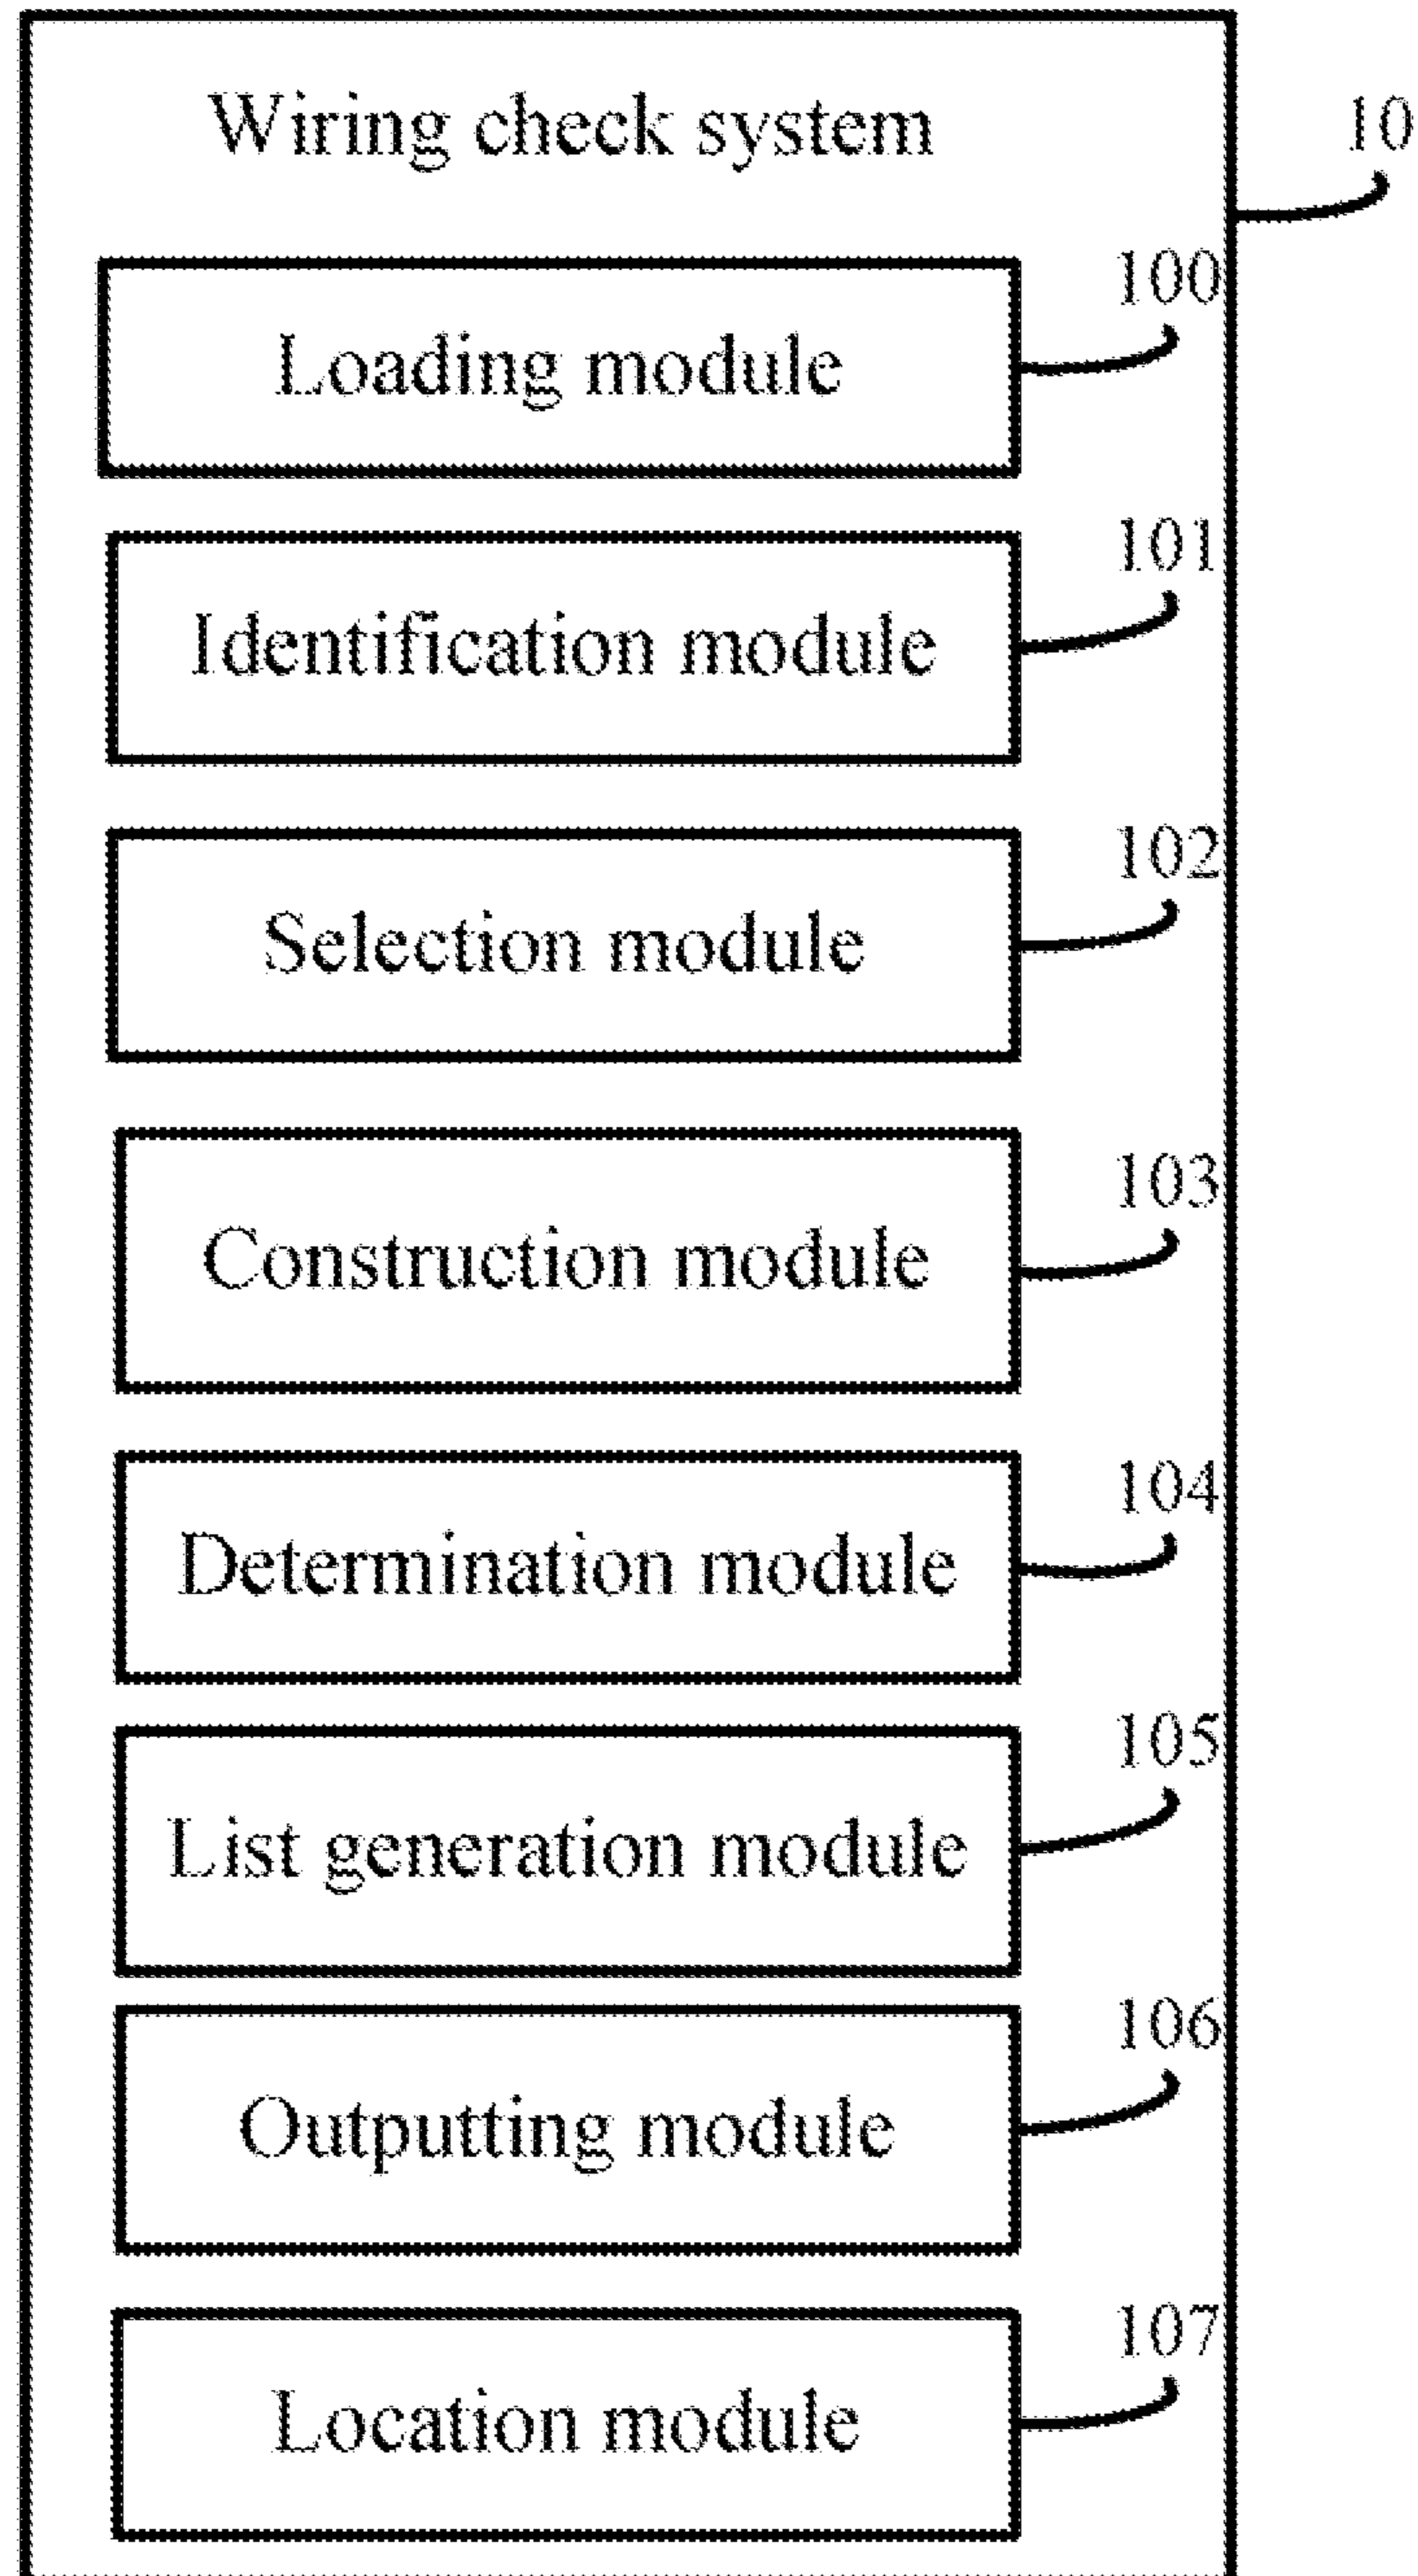 Wiring check system
10
100
Loading module
101
Identification module
102
Selection module
103
Construction module
104
Determination module
105
List generation module
106
Outputting module
107
Location module